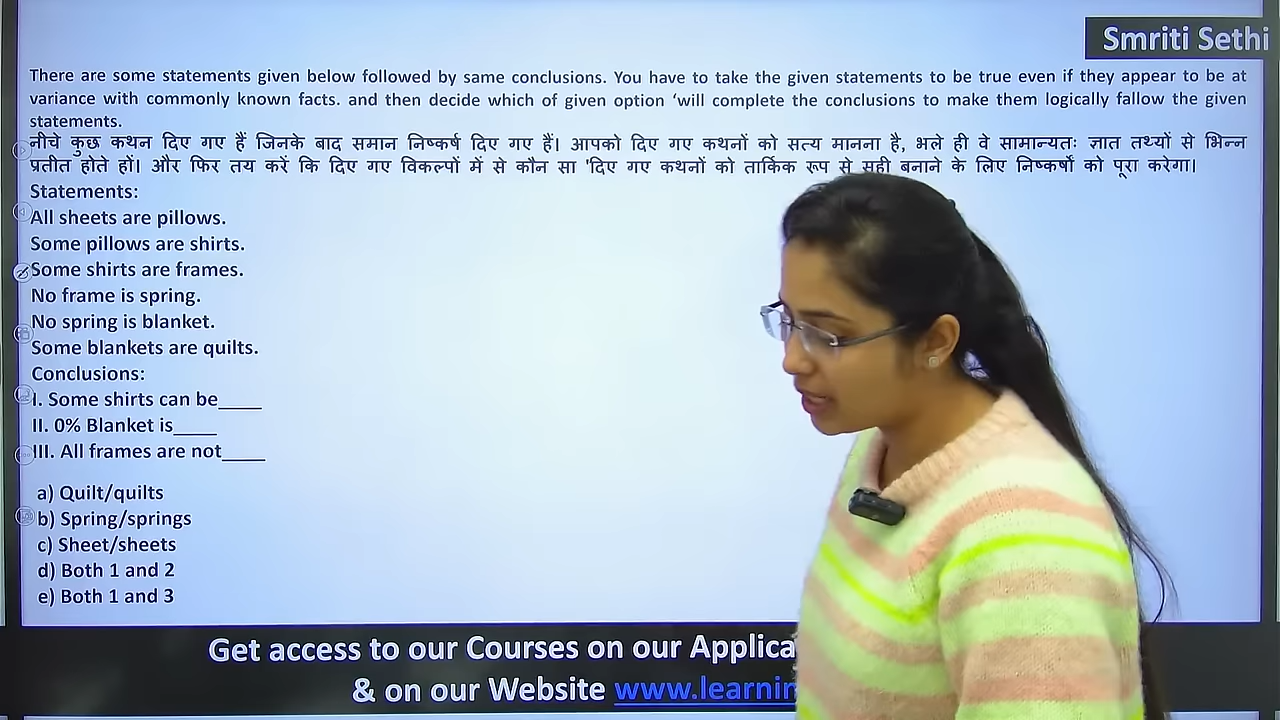 Smriti Sethi
There are some statements given below followed by same conclusions. You have to take the given statements to be true even if they appear to be at
variance with commonly known facts. and then decide which of given option ‘will complete the conclusions to make them logically fallow the given
statements.
नीचे कुछ कथन दिए गए हैं जिनके बाद समान निष्कर्ष दिए गए हैं। आपको दिए गए कथनों को सत्य मानना है, भले ही वे सामान्यतः ज्ञात तथ्यों से भिन्न
प्रतीत होते हों। और फिर तय करें कि दिए गए विकल्पों में से कौन सा 'दिए गए कथनों को तार्किक रूप से सही बनाने के लिए निष्कर्षों को पूरा करेगा।
Statements:
All sheets are pillows.
Some pillows are shirts.
Some shirts are frames.
No frame is spring.
No spring is blanket.
Some blankets are quilts.
Conclusions:
I. Some shirts can be____
II. 0% Blanket is____
III. All frames are not____
a) Quilt/quilts
b) Spring/springs
c) Sheet/sheets
d) Both 1 and 2
e) Both 1 and 3
Get access to our Courses on our Applica
& on our Website www.learnin